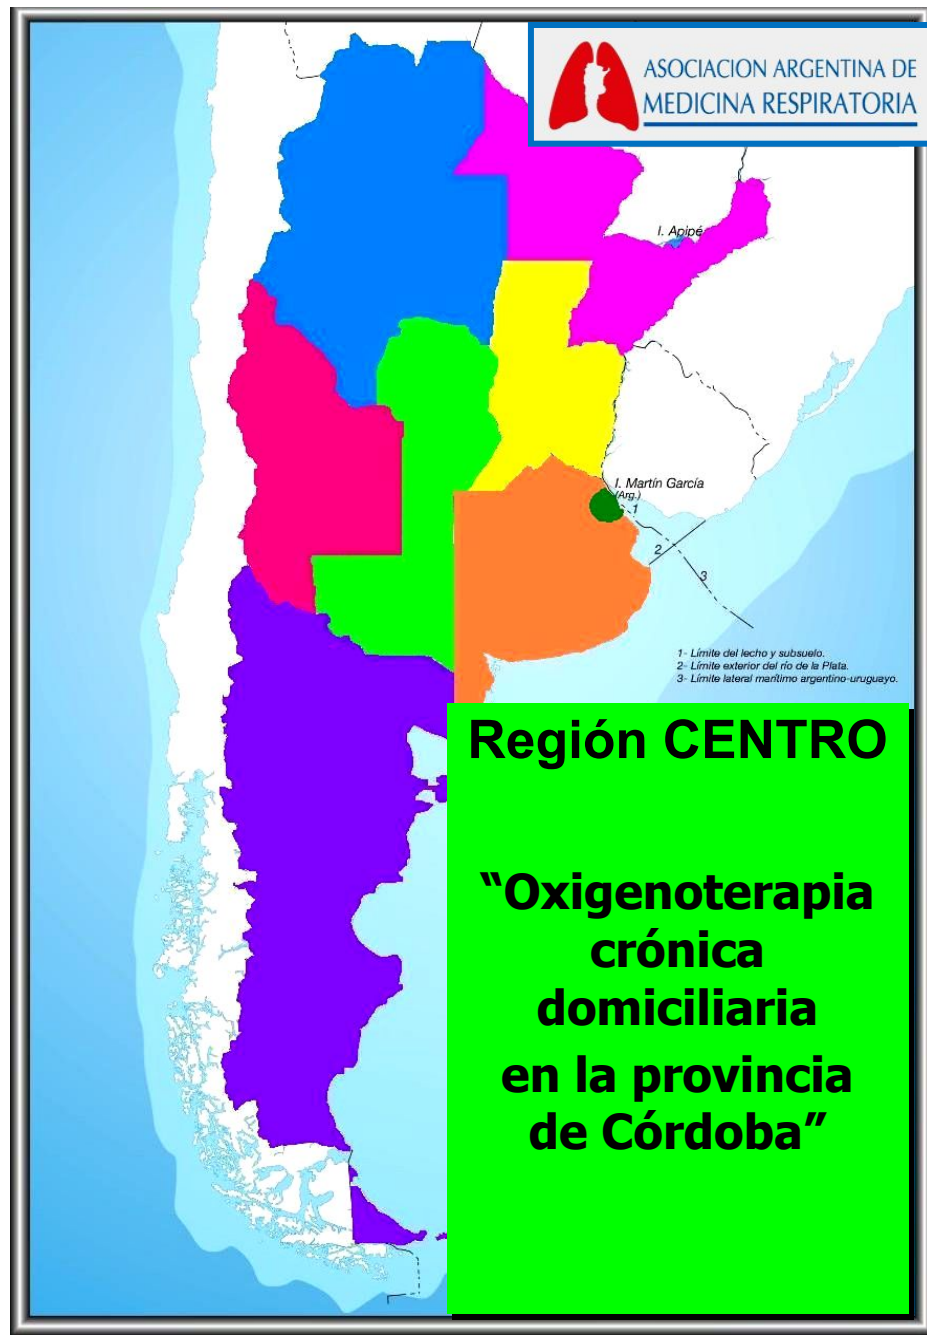 ASOCIACION ARGENTINA DE
MEDICINA RESPIRATORIA
I. Apipé
I. Martín García
(Arg.)
1
2
3
1- Límite del lecho y subsuelo.
2- Límite exterior del río de la Plata.
3- Límite lateral marítimo argentino-uruguayo.
Región CENTRO
“Oxigenoterapia
crónica
domiciliaria
en la provincia
de Córdoba”